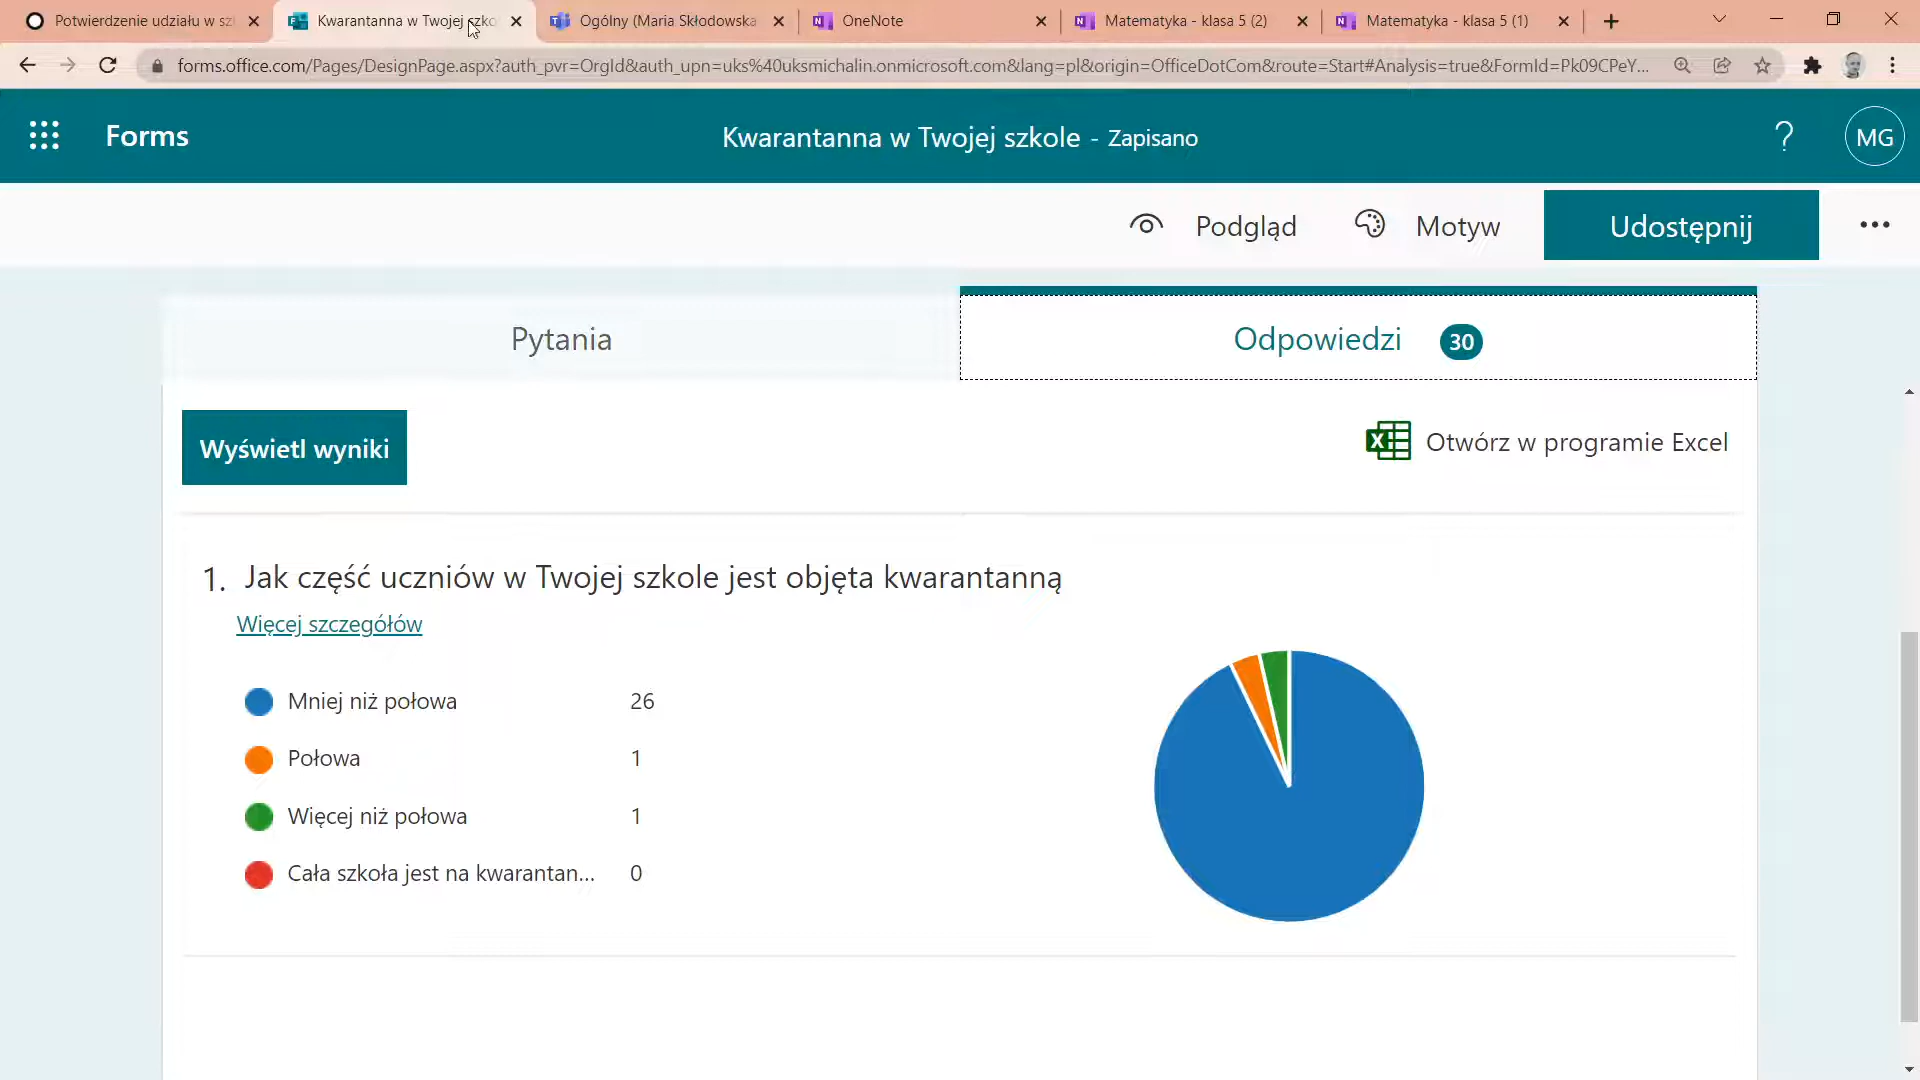 Potwierdzenie udziału w sz
Kwarantanna w Twojej szko
Ogólny (Maria Skłodowska
OneNote
Matematyka - klasa 5 (2)
Matematyka - klasa 5 (1)
forms.office.com/Pages/DesignPage.aspx?auth_pvr=OrgId&auth_upn=uks%40uksmichalin.onmicrosoft.com&lang=pl&origin=OfficeDotCom&route=Start#Analysis=true&FormId=Pk09CPeY...
Forms
Kwarantanna w Twojej szkole - Zapisano
?
MG
Podgląd
Motyw
Udostępnij
Pytania
Odpowiedzi 30
Wyświetl wyniki
Otwórz w programie Excel
1. Jak część uczniów w Twojej szkole jest objęta kwarantanną
Więcej szczegółów
Mniej niż połowa 26
Połowa 1
Więcej niż połowa 1
Cała szkoła jest na kwarantan... 0